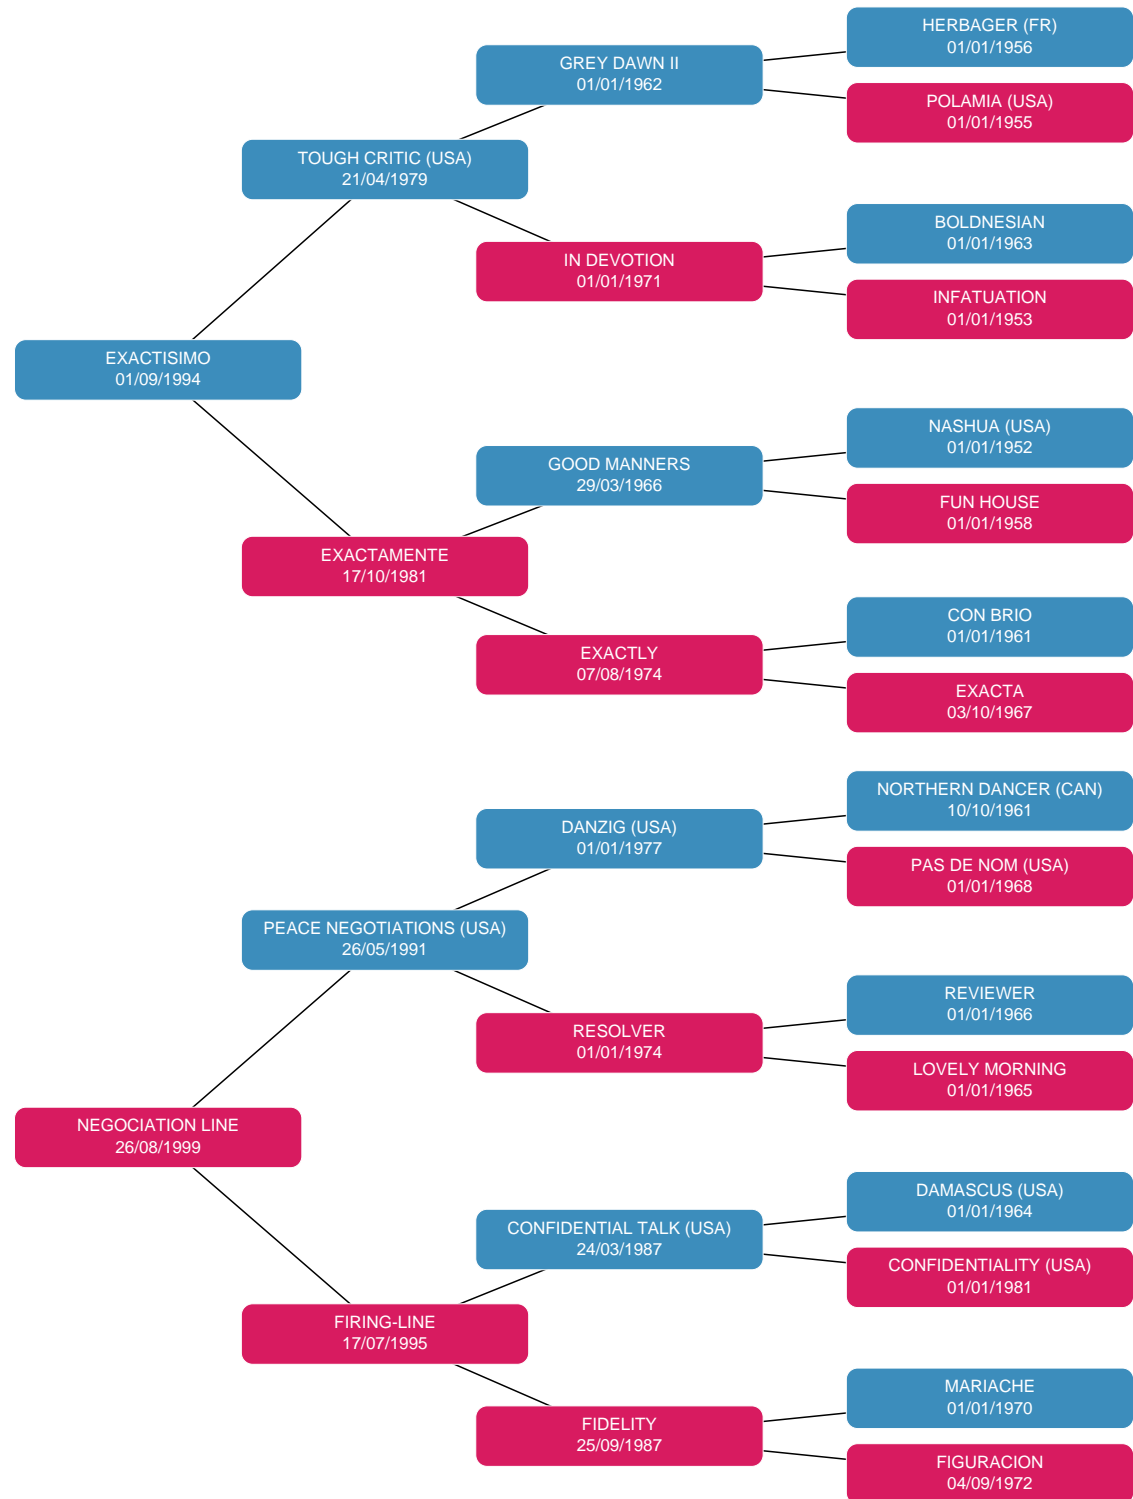 HERBAGER (FR)
01/01/1956
GREY DAWN II
01/01/1962
POLAMIA (USA)
01/01/1955
TOUGH CRITIC (USA)
21/04/1979
BOLDNESIAN
01/01/1963
IN DEVOTION
01/01/1971
INFATUATION
01/01/1953
EXACTISIMO
01/09/1994
NASHUA (USA)
01/01/1952
GOOD MANNERS
29/03/1966
FUN HOUSE
01/01/1958
EXACTAMENTE
17/10/1981
CON BRIO
01/01/1961
EXACTLY
07/08/1974
EXACTA
03/10/1967
NORTHERN DANCER (CAN)
10/10/1961
DANZIG (USA)
01/01/1977
PAS DE NOM (USA)
01/01/1968
PEACE NEGOTIATIONS (USA)
26/05/1991
REVIEWER
01/01/1966
RESOLVER
01/01/1974
LOVELY MORNING
01/01/1965
NEGOCIATION LINE
26/08/1999
DAMASCUS (USA)
01/01/1964
CONFIDENTIAL TALK (USA)
24/03/1987
CONFIDENTIALITY (USA)
01/01/1981
FIRING-LINE
17/07/1995
MARIACHE
01/01/1970
FIDELITY
25/09/1987
FIGURACION
04/09/1972